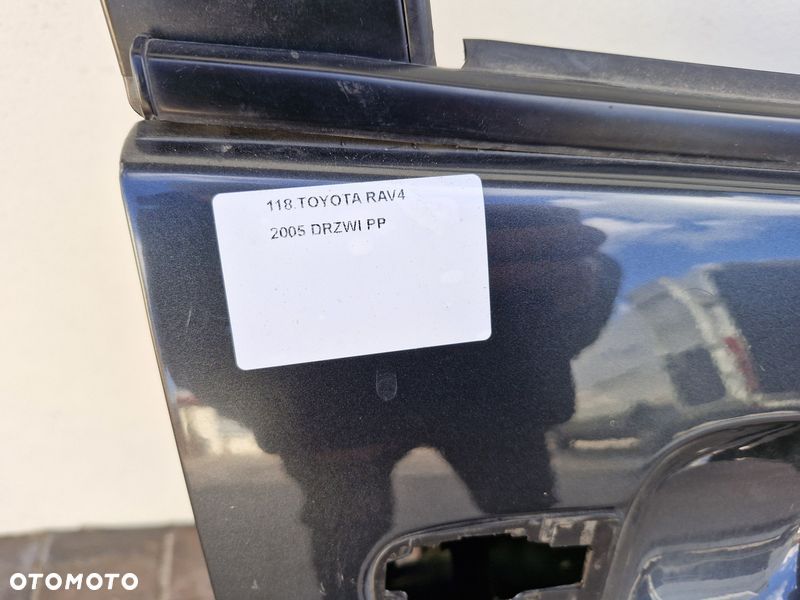 118.TOYOTA RAV4
2005 DRZWI PP
OTOMOTO